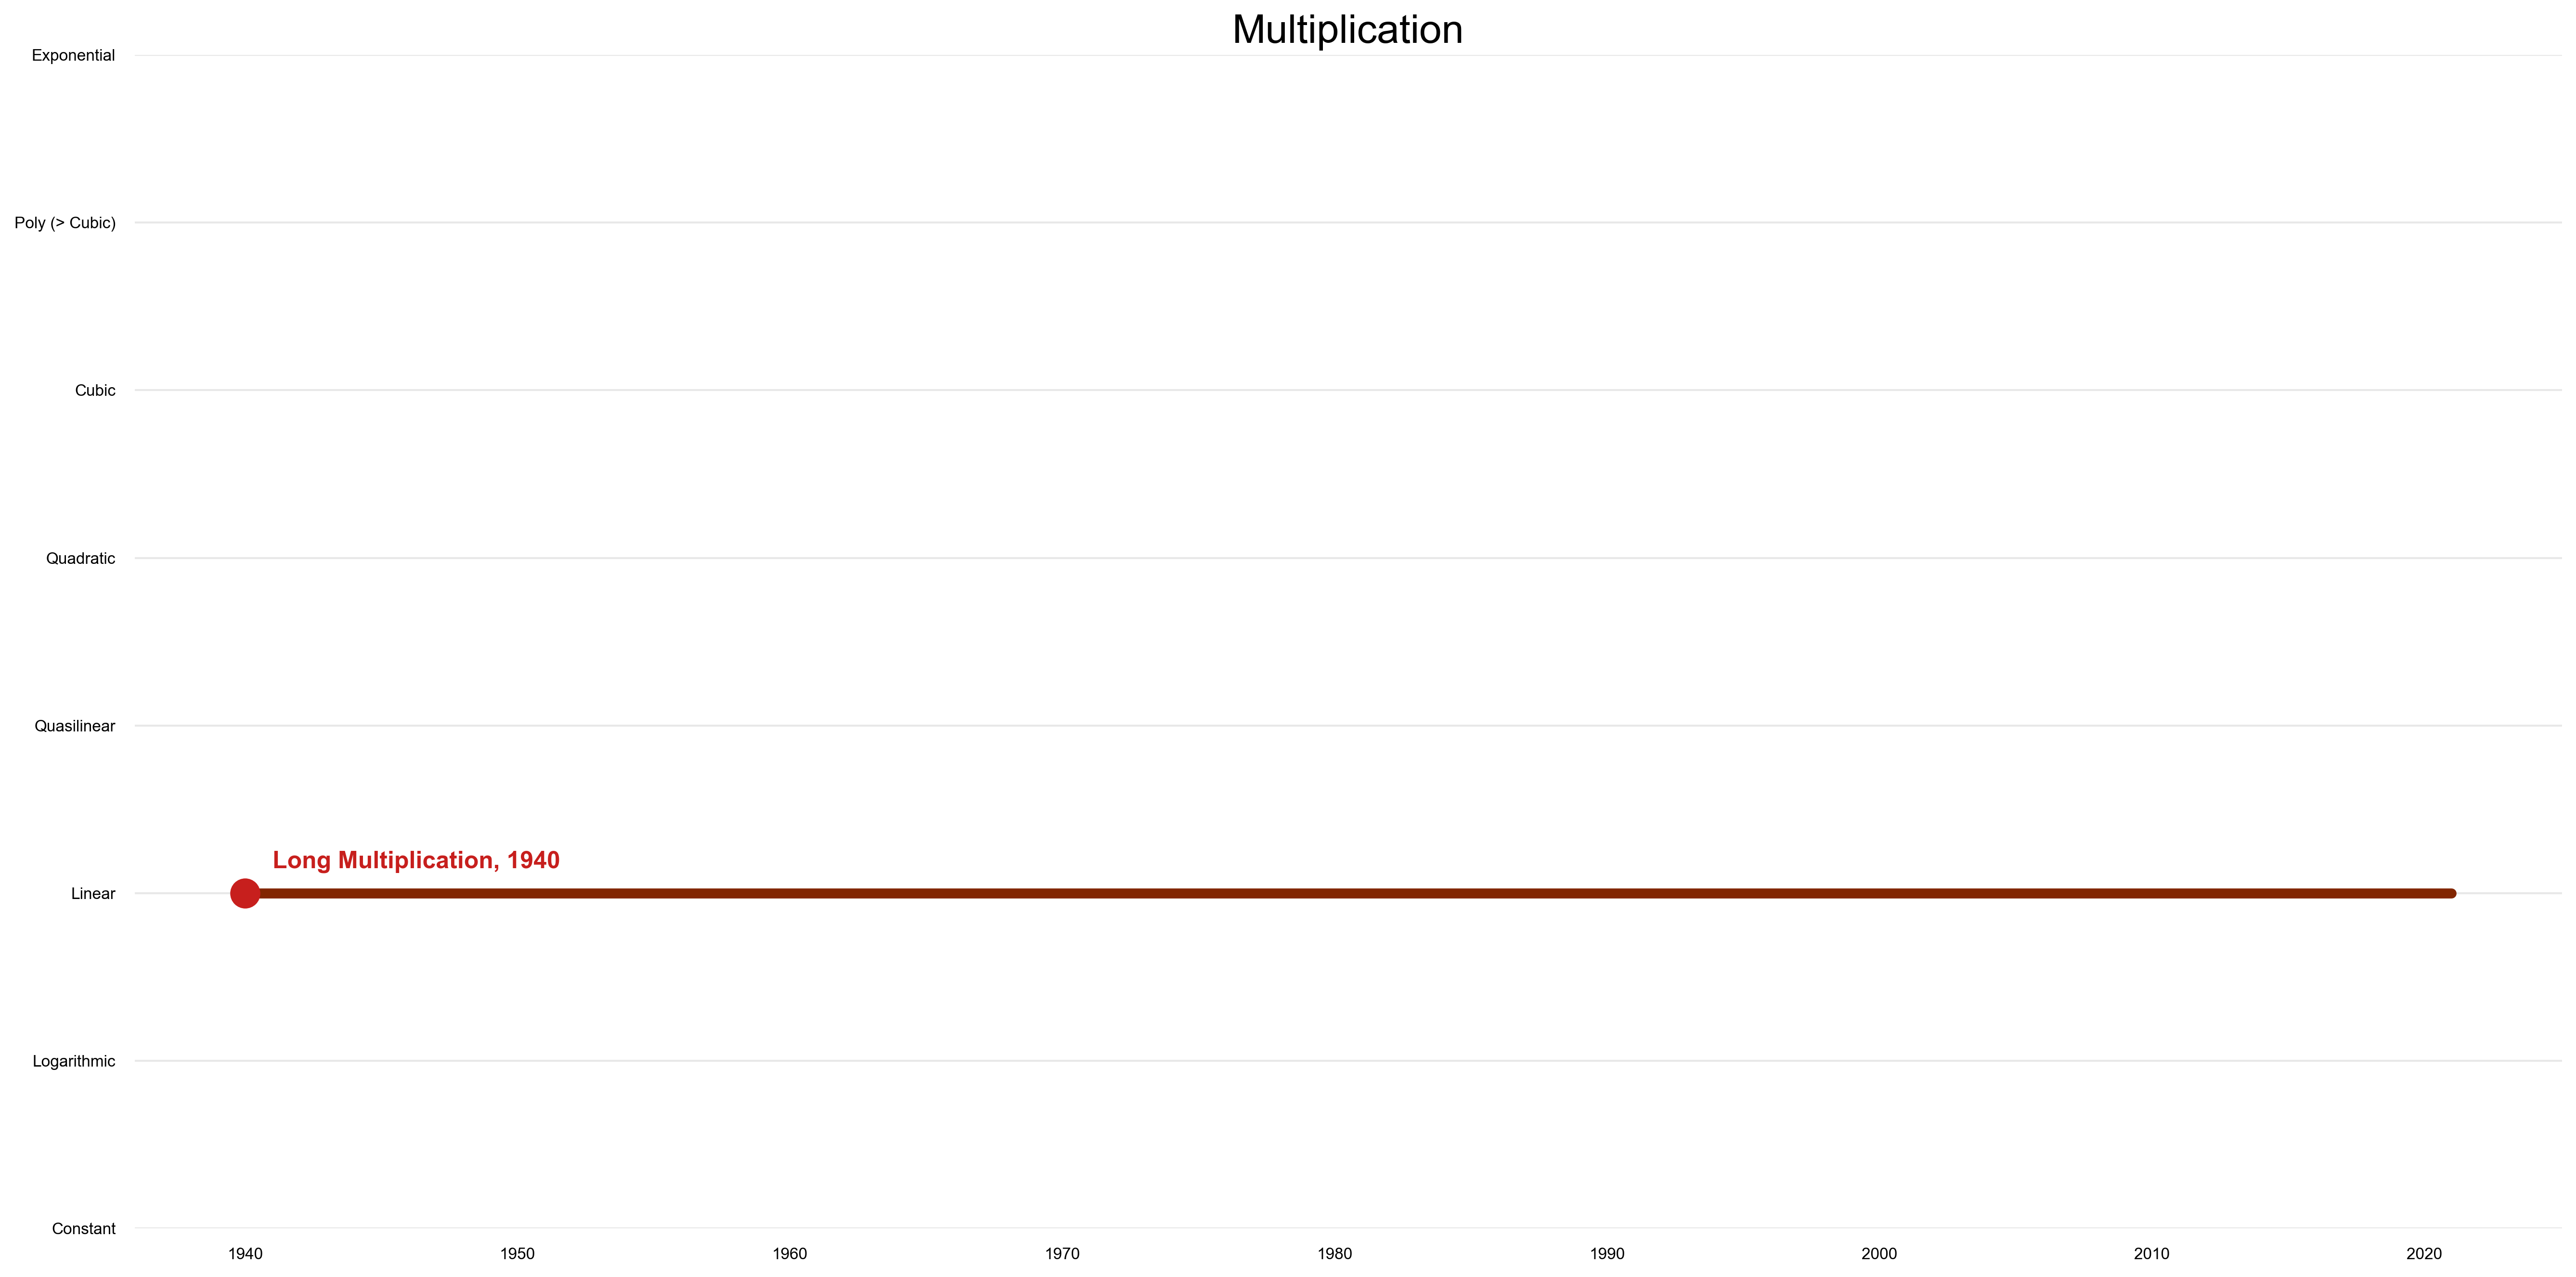 Multiplication
Exponential
Poly (> Cubic)
Cubic
Quadratic
Quasilinear
Long Multiplication, 1940
Linear
Logarithmic
Constant
1940 1950 1960 1970 1980 1990 2000 2010 2020